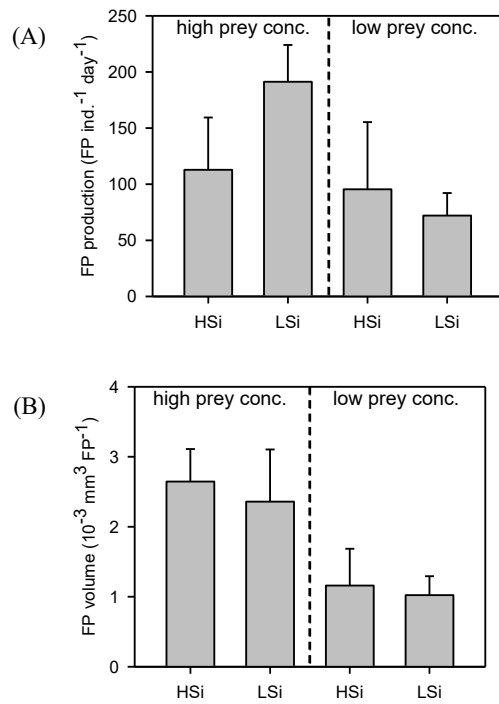 (A)
high prey conc. low prey conc.
FP production (FP ind.⁻¹ day⁻¹)
250
200
150
100
50
0
HSi LSi HSi LSi
(B)
high prey conc. low prey conc.
FP volume (10⁻³ mm³ FP⁻¹)
4
3
2
1
0
HSi LSi HSi LSi